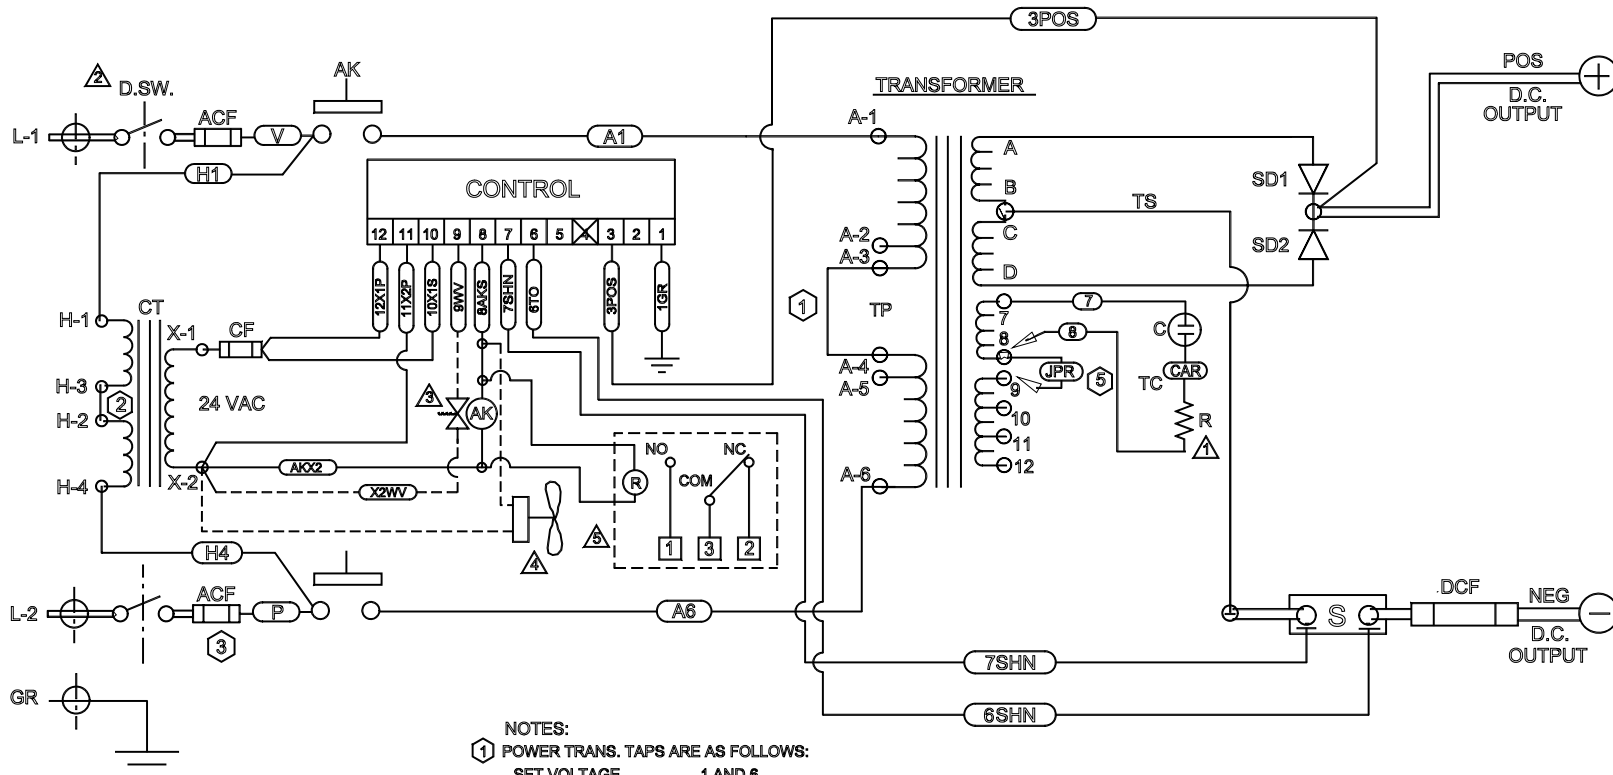 3POS
AK
TRANSFORMER
POS
D.C.
OUTPUT
2
D.SW.
ACF
A-1
L-1
V
A1
A
H1
CONTROL
B
SD1
TS
12 11 10 9 8 7 6 5 4 3 2 1
A-2
A-3
C
SD2
D
12X1P
11X2P
10X1S
9WV
8AKS
7SHN
6TO
3POS
1GR
1
TP
7
7
8
8
C
H-1
CT
X-1
CF
A-4
A-5
JPR
5
TC
CAR
H-3
2
H-2
24 VAC
3
AK
9
10
11
12
R
1
NO
NC
COM
R
H-4
X-2
AKX2
X2WV
A-6
1
3
2
5
4
H4
L-2
ACF
P
A6
3
S
DCF
NEG
D.C.
OUTPUT
7SHN
GR
6SHN
NOTES:
1 POWER TRANS. TAPS ARE AS FOLLOWS:
SET VOLTAGE 1 AND 6